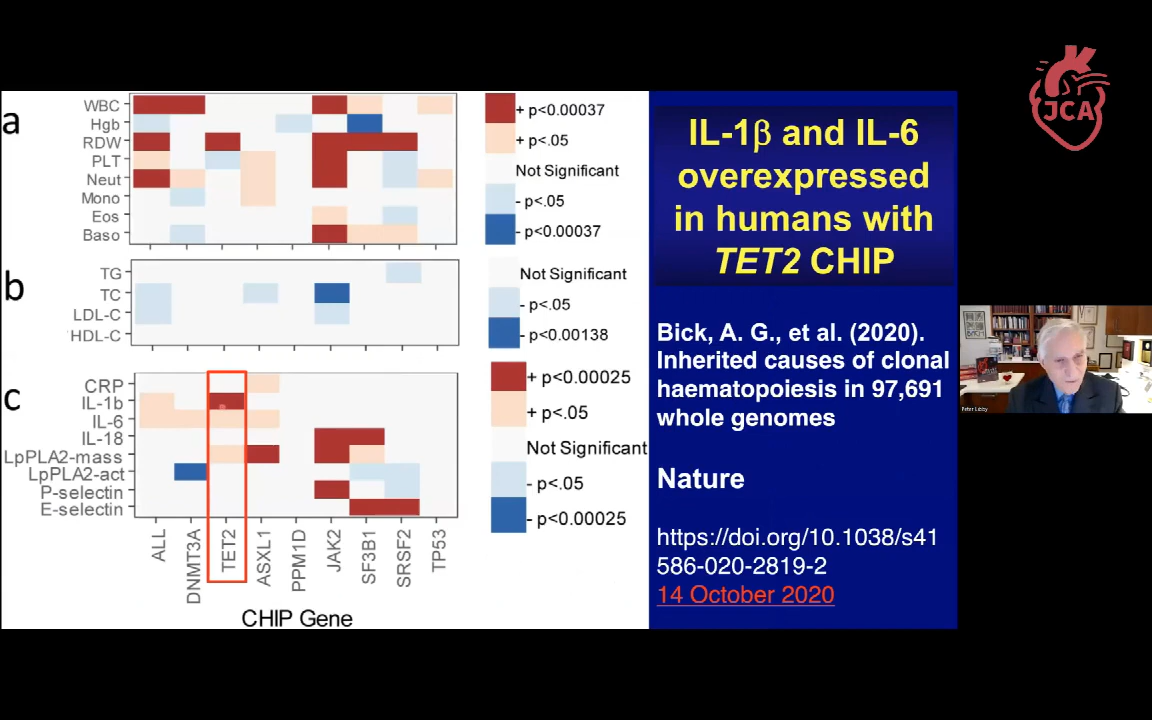 JCA
a
WBC
Hgb
RDW
PLT
Neut
Mono
Eos
Baso
+ p<0.00037
+ p<.05
Not Significant
- p<.05
- p<0.00037
b
TG
TC
LDL-C
HDL-C
Not Significant
- p<.05
- p<0.00138
c
CRP
IL-1b
IL-6
IL-18
LpPLA2-mass
LpPLA2-act
P-selectin
E-selectin
+ p<0.00025
+ p<.05
Not Significant
- p<.05
- p<0.00025
ALL
DNMT3A
TET2
ASXL1
PPM1D
JAK2
SF3B1
SRSF2
TP53
CHIP Gene
IL-1β and IL-6
overexpressed
in humans with
TET2 CHIP
Bick, A. G., et al. (2020).
Inherited causes of clonal
haematopoiesis in 97,691
whole genomes
Nature
https://doi.org/10.1038/s41
586-020-2819-2
14 October 2020
Peter Libby